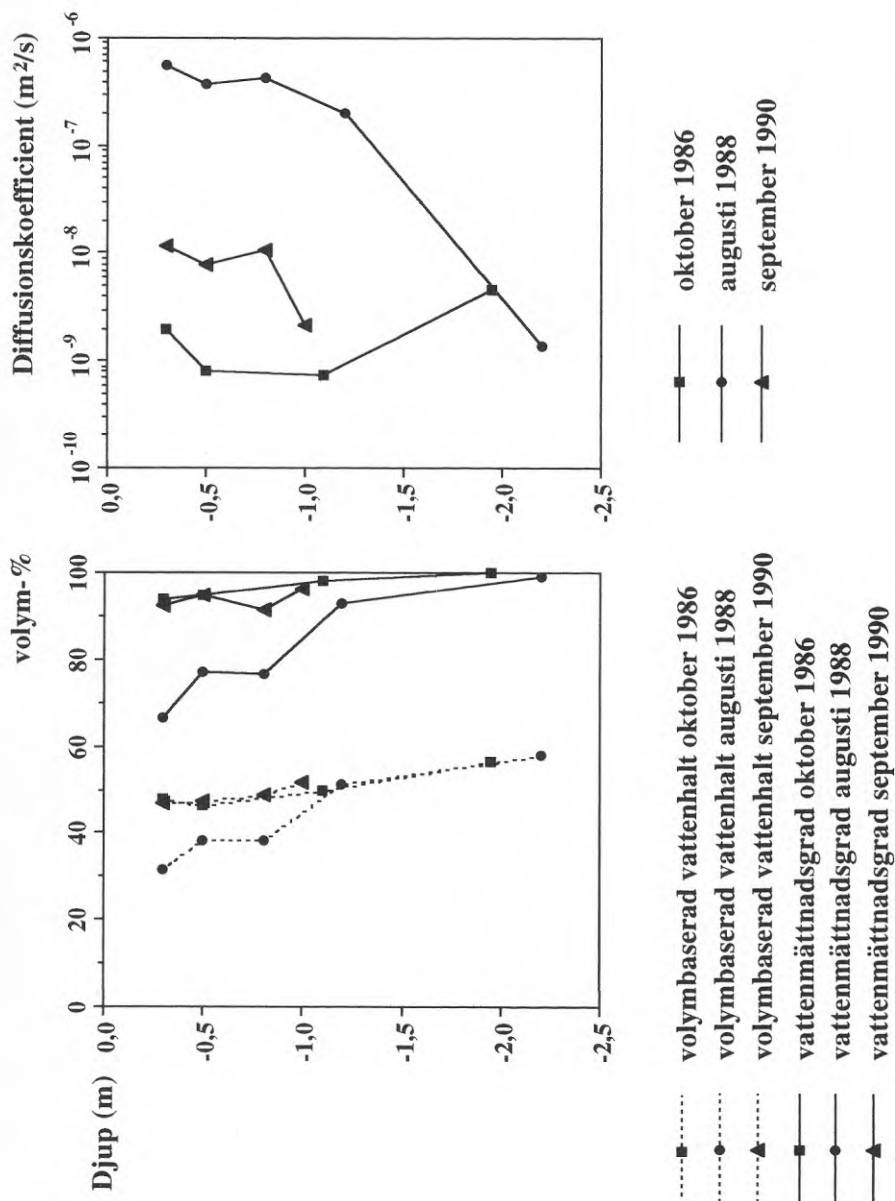 volym-%
0
20
40
60
80
100
Djup (m)
0,0
-0,5
-1,0
-1,5
-2,0
-2,5
volymbaserad vattenhalt oktober 1986
volymbaserad vattenhalt augusti 1988
volymbaserad vattenhalt september 1990
vattenmättnadsgrad oktober 1986
vattenmättnadsgrad augusti 1988
vattenmättnadsgrad september 1990
Diffusionskoefficient (m²/s)
10⁻¹⁰
10⁻⁹
10⁻⁸
10⁻⁷
10⁻⁶
0,0
-0,5
-1,0
-1,5
-2,0
-2,5
oktober 1986
augusti 1988
september 1990